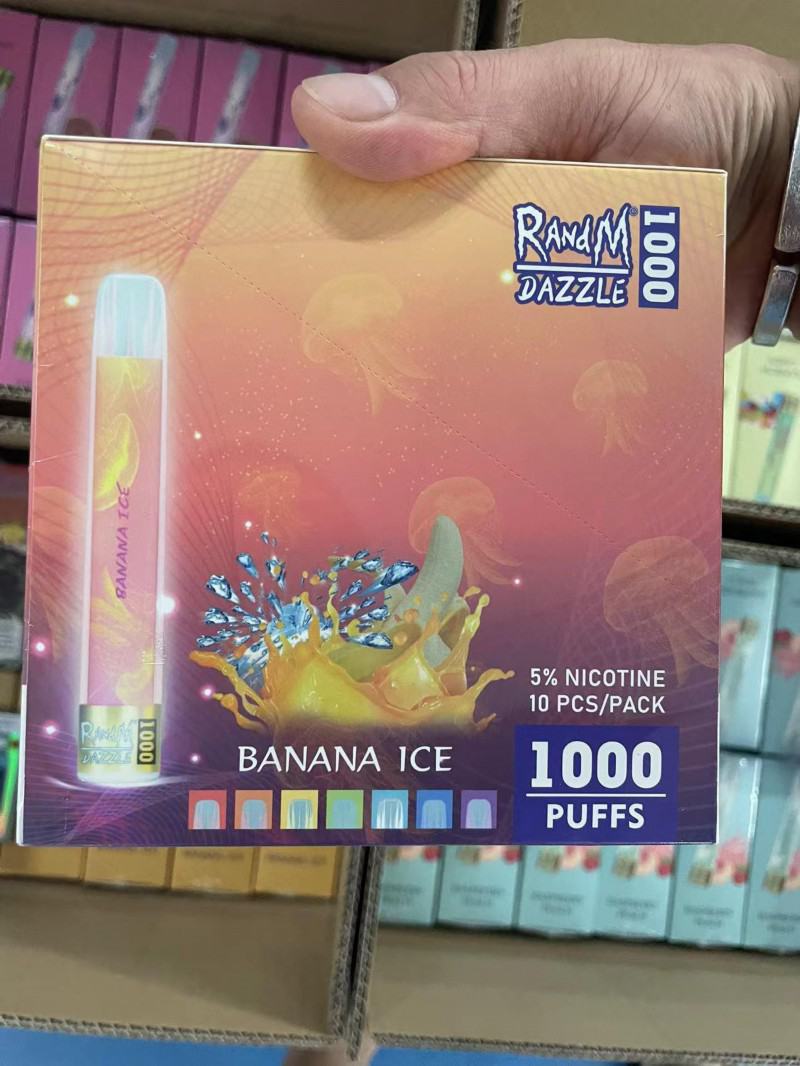 RandM®
DAZZLE
1000
BANANA ICE
RandM
DAZZLE
1000
5% NICOTINE
10 PCS/PACK
BANANA ICE
1000
PUFFS